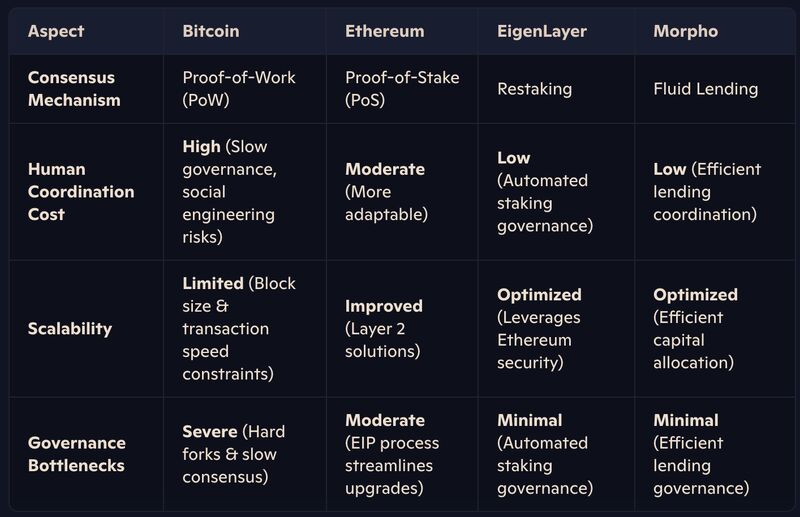 Aspect
Bitcoin
Ethereum
EigenLayer
Morpho
Consensus
Mechanism
Proof-of-Work
(PoW)
Proof-of-Stake
(PoS)
Restaking
Fluid Lending
Human
Coordination
Cost
High (Slow
governance,
social
engineering
risks)
Moderate
(More
adaptable)
Low
(Automated
staking
governance)
Low (Efficient
lending
coordination)
Scalability
Limited (Block
size &
transaction
speed
constraints)
Improved
(Layer 2
solutions)
Optimized
(Leverages
Ethereum
security)
Optimized
(Efficient
capital
allocation)
Governance
Bottlenecks
Severe (Hard
forks & slow
consensus)
Moderate
(EIP process
streamlines
upgrades)
Minimal
(Automated
staking
governance)
Minimal
(Efficient
lending
governance)